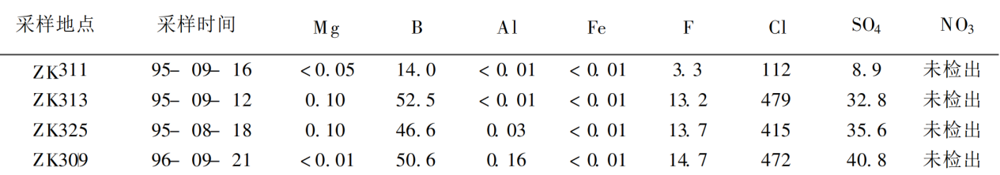 采样地点 采样时间 Mg B Al Fe F Cl SO₄ NO₃
ZK311 95- 09- 16 <0.05 14.0 <0.01 <0.01 3.3 112 8.9 未检出
ZK313 95- 09- 12 0.10 52.5 <0.01 <0.01 13.2 479 32.8 未检出
ZK325 95- 08- 18 0.10 46.6 0.03 <0.01 13.7 415 35.6 未检出
ZK309 96- 09- 21 <0.01 50.6 0.16 <0.01 14.7 472 40.8 未检出